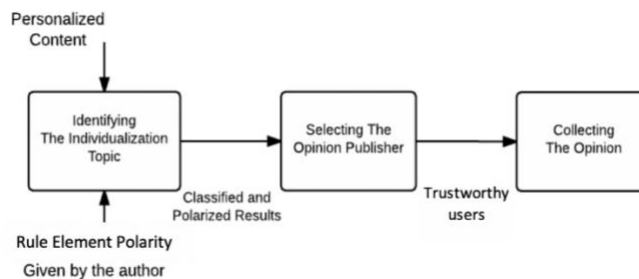 Personalized
Content
Identifying
The Individualization
Topic
Selecting The
Opinion Publisher
Collecting
The Opinion
Classified and
Polarized Results
Trustworthy
users
Rule Element Polarity
Given by the author